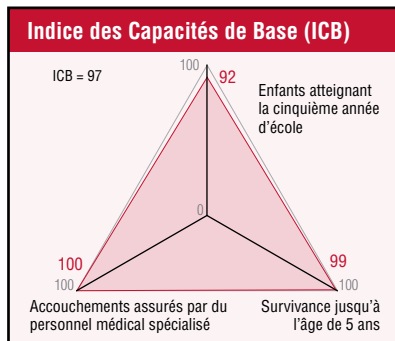 Indice des Capacités de Base (ICB)
ICB = 97
100
92
Enfants atteignant
la cinquième année
d'école
0
100
100
99
100
Accouchements assurés par du
personnel médical spécialisé
Survivance jusqu'à
l'âge de 5 ans